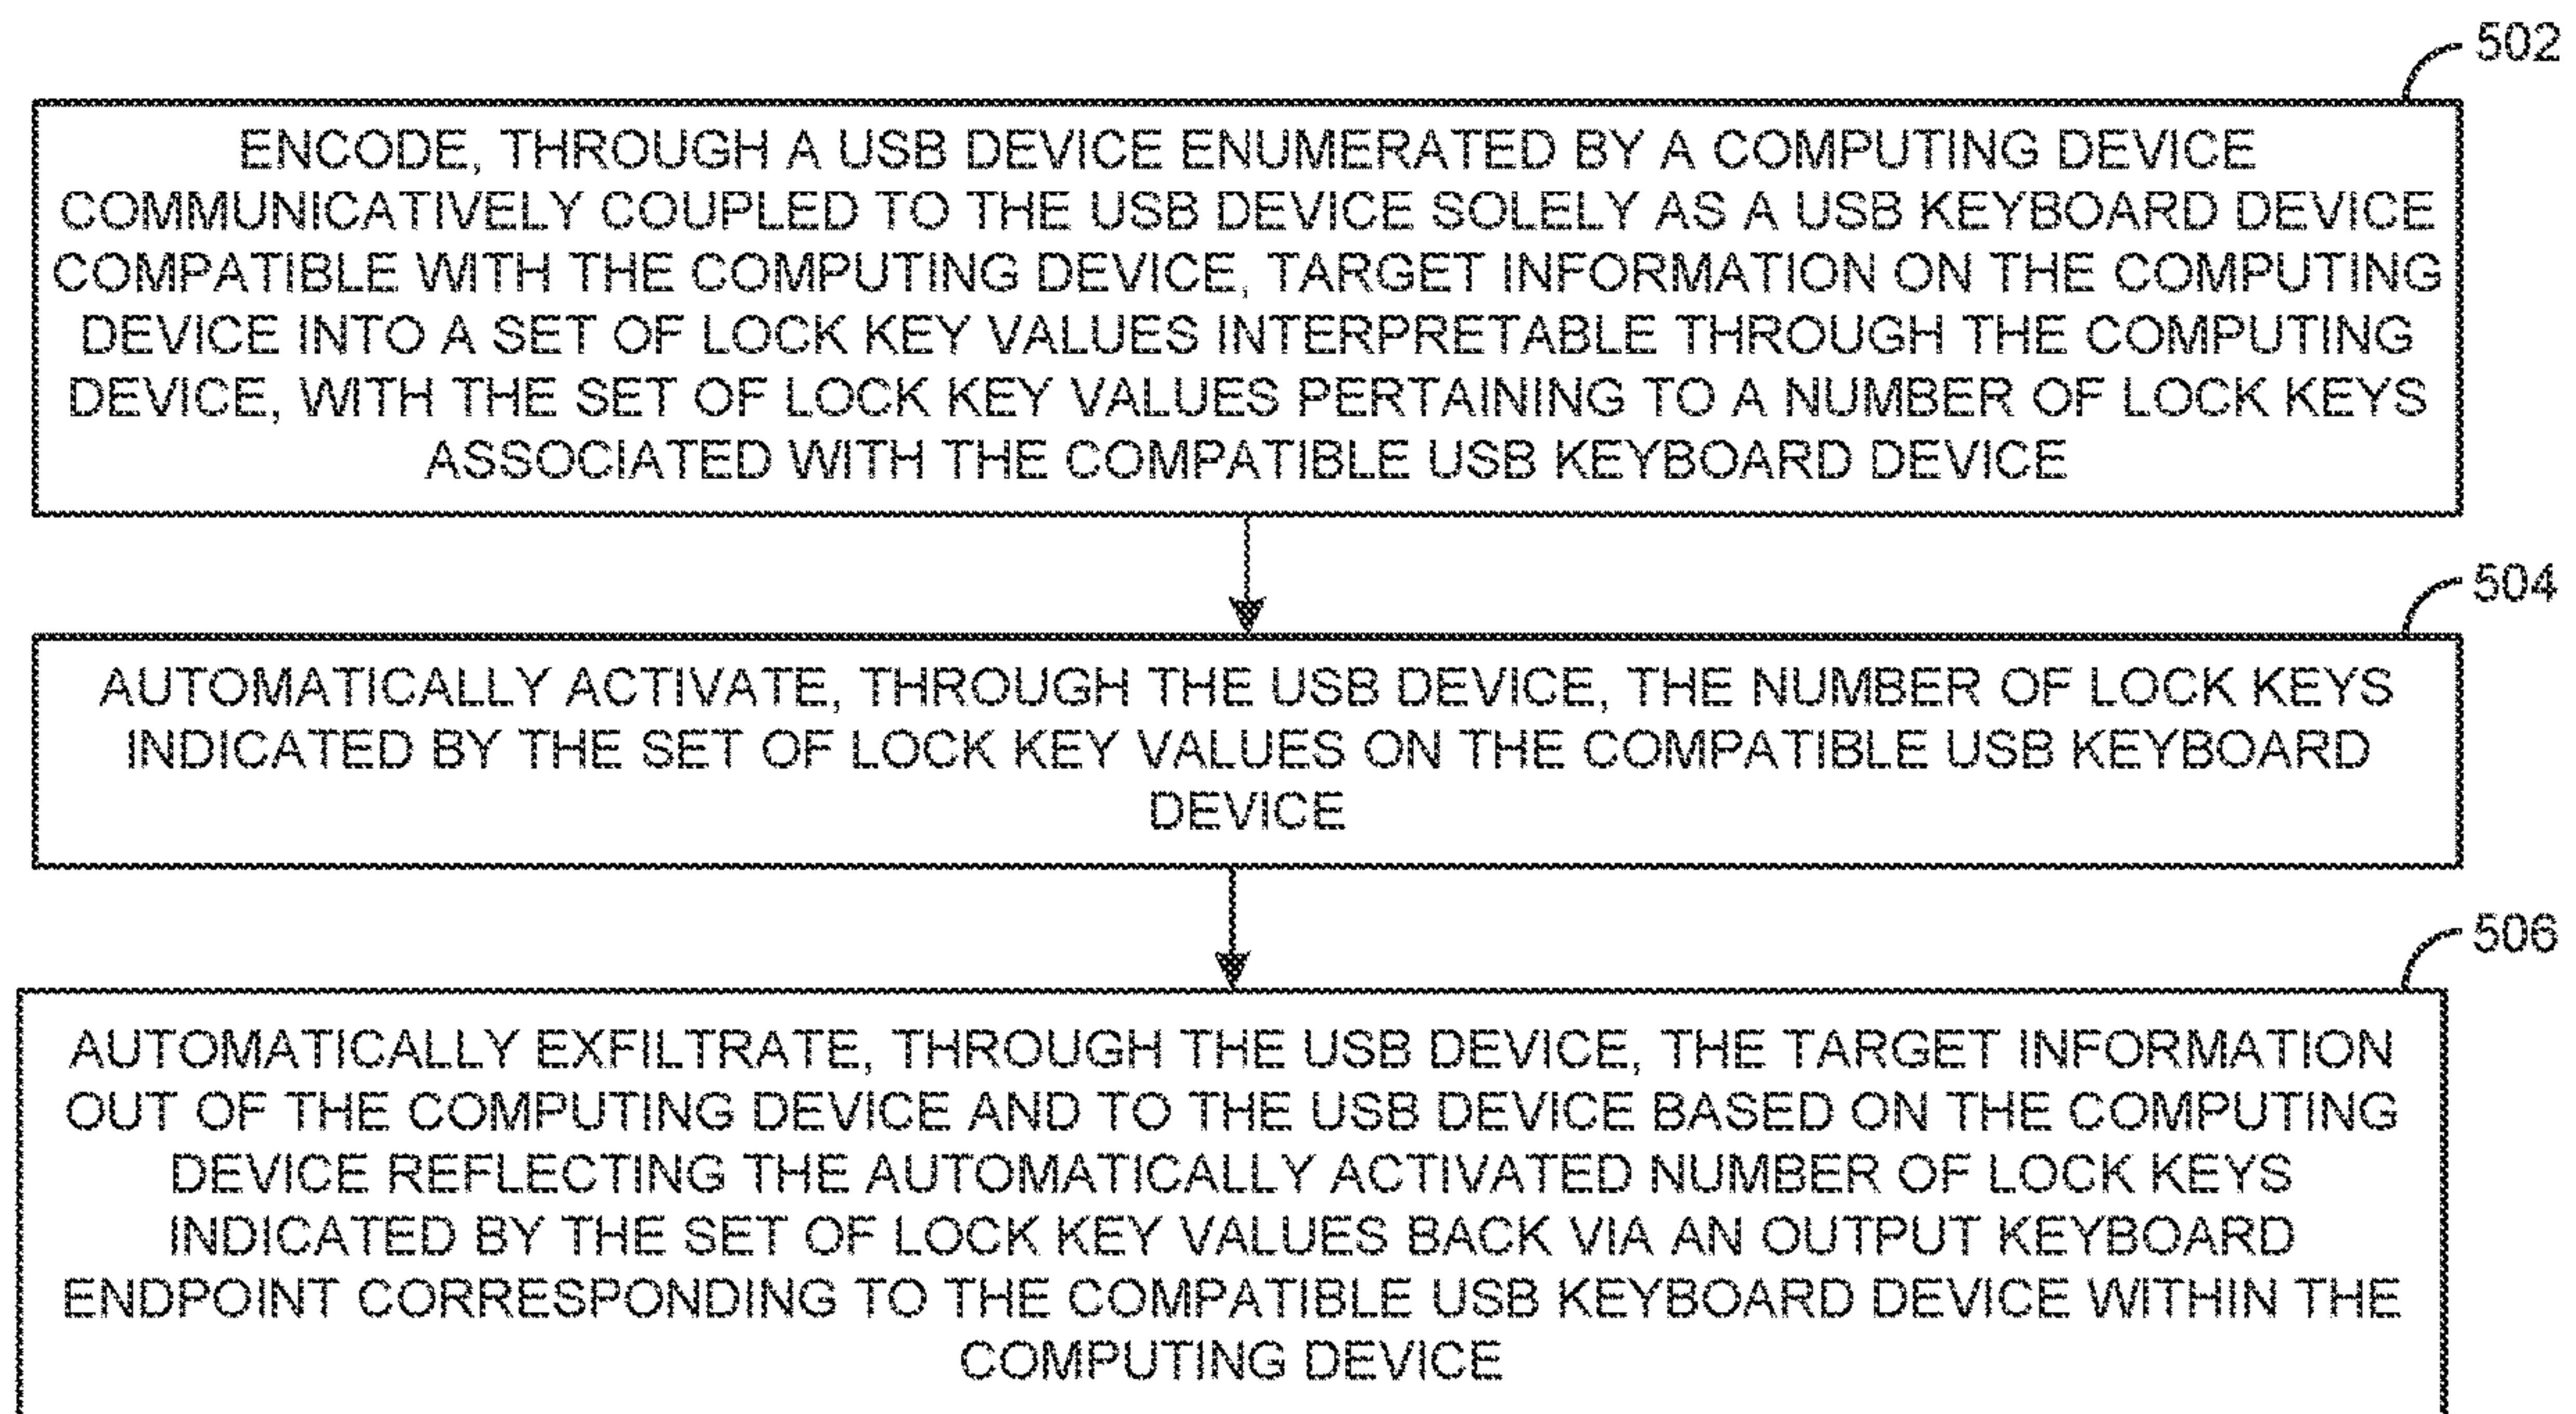 502
ENCODE, THROUGH A USB DEVICE ENUMERATED BY A COMPUTING DEVICE
COMMUNICATIVELY COUPLED TO THE USB DEVICE SOLELY AS A USB KEYBOARD DEVICE
COMPATIBLE WITH THE COMPUTING DEVICE, TARGET INFORMATION ON THE COMPUTING
DEVICE INTO A SET OF LOCK KEY VALUES INTERPRETABLE THROUGH THE COMPUTING
DEVICE, WITH THE SET OF LOCK KEY VALUES PERTAINING TO A NUMBER OF LOCK KEYS
ASSOCIATED WITH THE COMPATIBLE USB KEYBOARD DEVICE
504
AUTOMATICALLY ACTIVATE, THROUGH THE USB DEVICE, THE NUMBER OF LOCK KEYS
INDICATED BY THE SET OF LOCK KEY VALUES ON THE COMPATIBLE USB KEYBOARD
DEVICE
506
AUTOMATICALLY EXFILTRATE, THROUGH THE USB DEVICE, THE TARGET INFORMATION
OUT OF THE COMPUTING DEVICE AND TO THE USB DEVICE BASED ON THE COMPUTING
DEVICE REFLECTING THE AUTOMATICALLY ACTIVATED NUMBER OF LOCK KEYS
INDICATED BY THE SET OF LOCK KEY VALUES BACK VIA AN OUTPUT KEYBOARD
ENDPOINT CORRESPONDING TO THE COMPATIBLE USB KEYBOARD DEVICE WITHIN THE
COMPUTING DEVICE